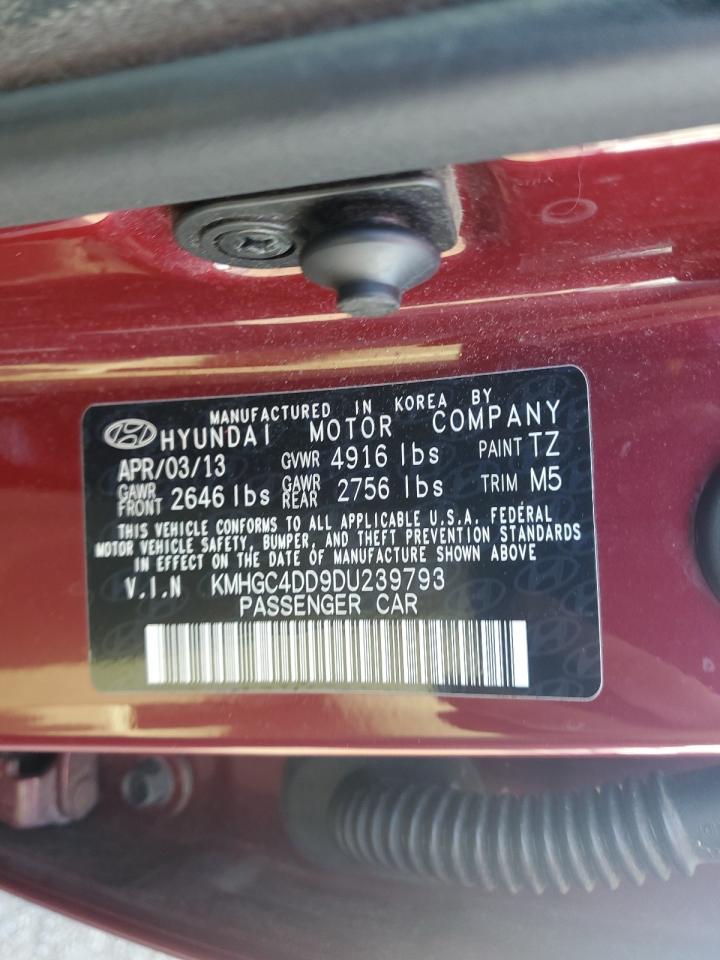 MANUFACTURED IN KOREA BY
HYUNDAI MOTOR COMPANY
APR/03/13 GVWR 4916 lbs PAINT TZ
GAWR FRONT 2646 lbs GAWR REAR 2756 lbs TRIM M5
THIS VEHICLE CONFORMS TO ALL APPLICABLE U.S.A. FEDERAL
MOTOR VEHICLE SAFETY, BUMPER, AND THEFT PREVENTION STANDARDS
IN EFFECT ON THE DATE OF MANUFACTURE SHOWN ABOVE
V.I.N KMHGC4DD9DU239793
PASSENGER CAR